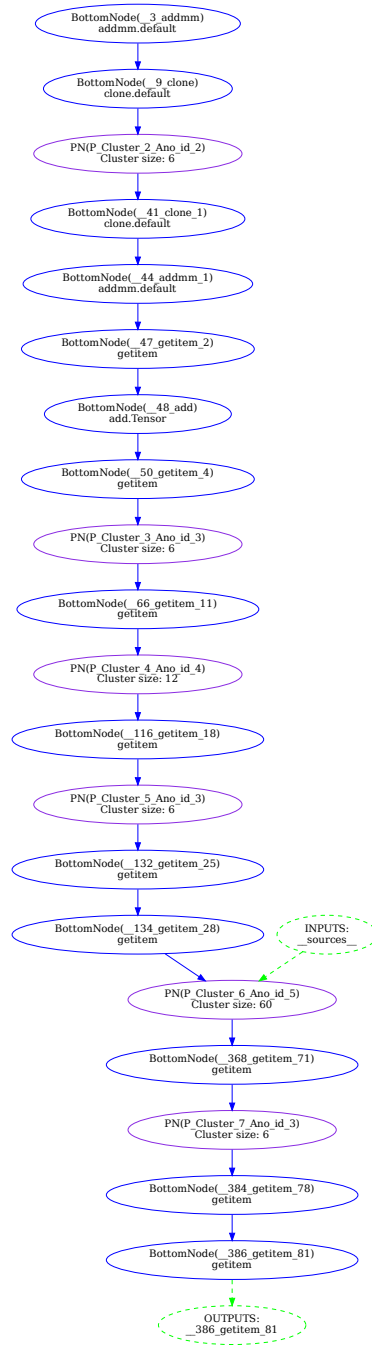 BottomNode(__3_addmm)
addmm.default
BottomNode(__9_clone)
clone.default
PN(P_Cluster_2_Ano_id_2)
Cluster size: 6
BottomNode(__41_clone_1)
clone.default
BottomNode(__44_addmm_1)
addmm.default
BottomNode(__47_getitem_2)
getitem
BottomNode(__48_add)
add.Tensor
BottomNode(__50_getitem_4)
getitem
PN(P_Cluster_3_Ano_id_3)
Cluster size: 6
BottomNode(__66_getitem_11)
getitem
PN(P_Cluster_4_Ano_id_4)
Cluster size: 12
BottomNode(__116_getitem_18)
getitem
PN(P_Cluster_5_Ano_id_3)
Cluster size: 6
BottomNode(__132_getitem_25)
getitem
BottomNode(__134_getitem_28)
getitem
INPUTS:
__sources__
PN(P_Cluster_6_Ano_id_5)
Cluster size: 60
BottomNode(__368_getitem_71)
getitem
PN(P_Cluster_7_Ano_id_3)
Cluster size: 6
BottomNode(__384_getitem_78)
getitem
BottomNode(__386_getitem_81)
getitem
OUTPUTS:
__386_getitem_81